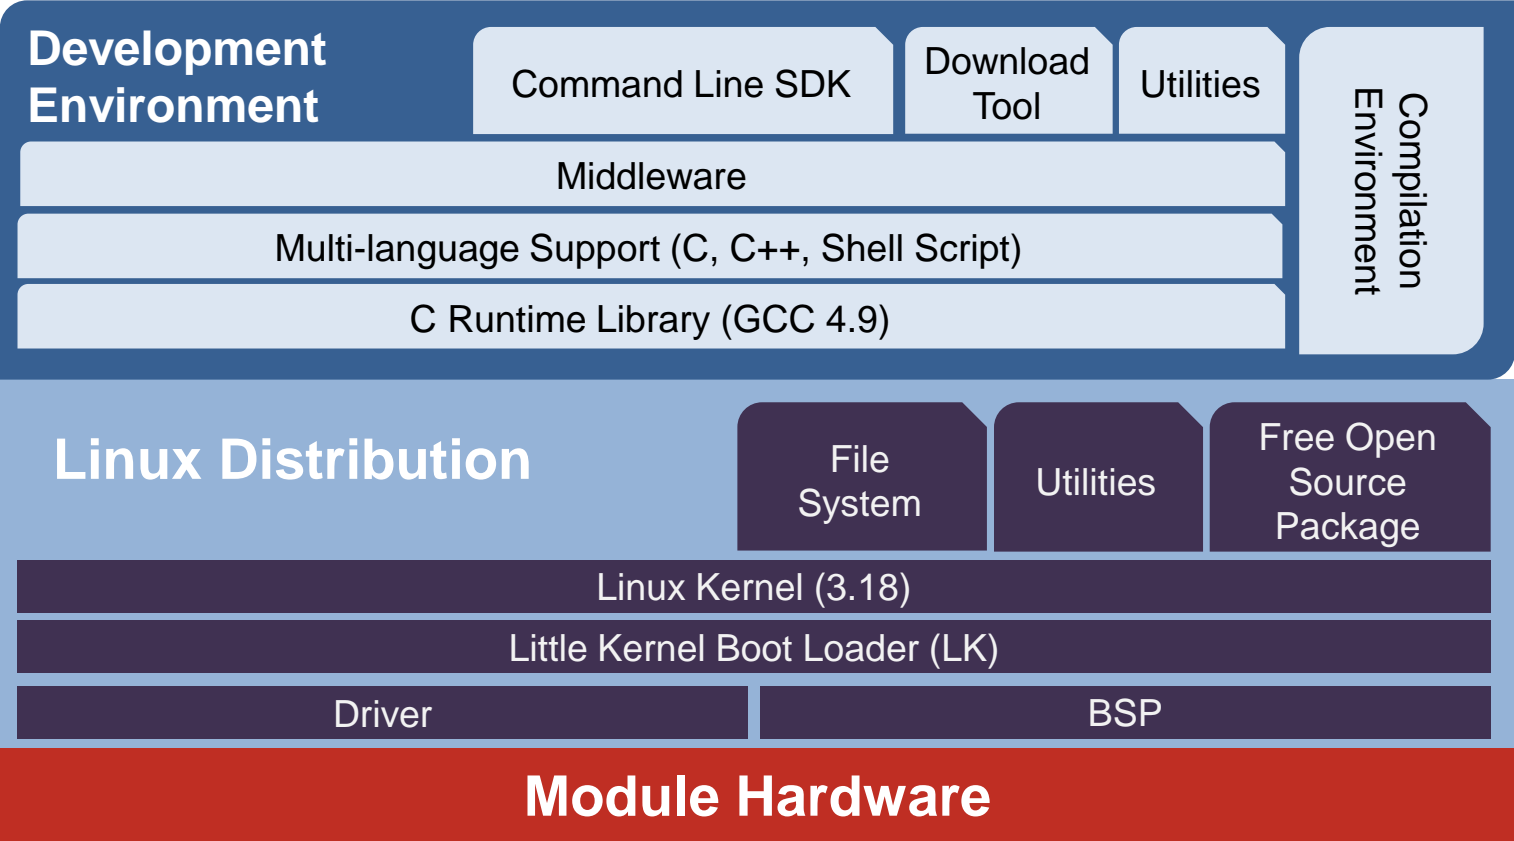 Development
Environment
Command Line SDK
Download
Tool
Utilities
Compilation
Environment
Middleware
Multi-language Support (C, C++, Shell Script)
C Runtime Library (GCC 4.9)
Linux Distribution
File
System
Utilities
Free Open
Source
Package
Linux Kernel (3.18)
Little Kernel Boot Loader (LK)
Driver
BSP
Module Hardware